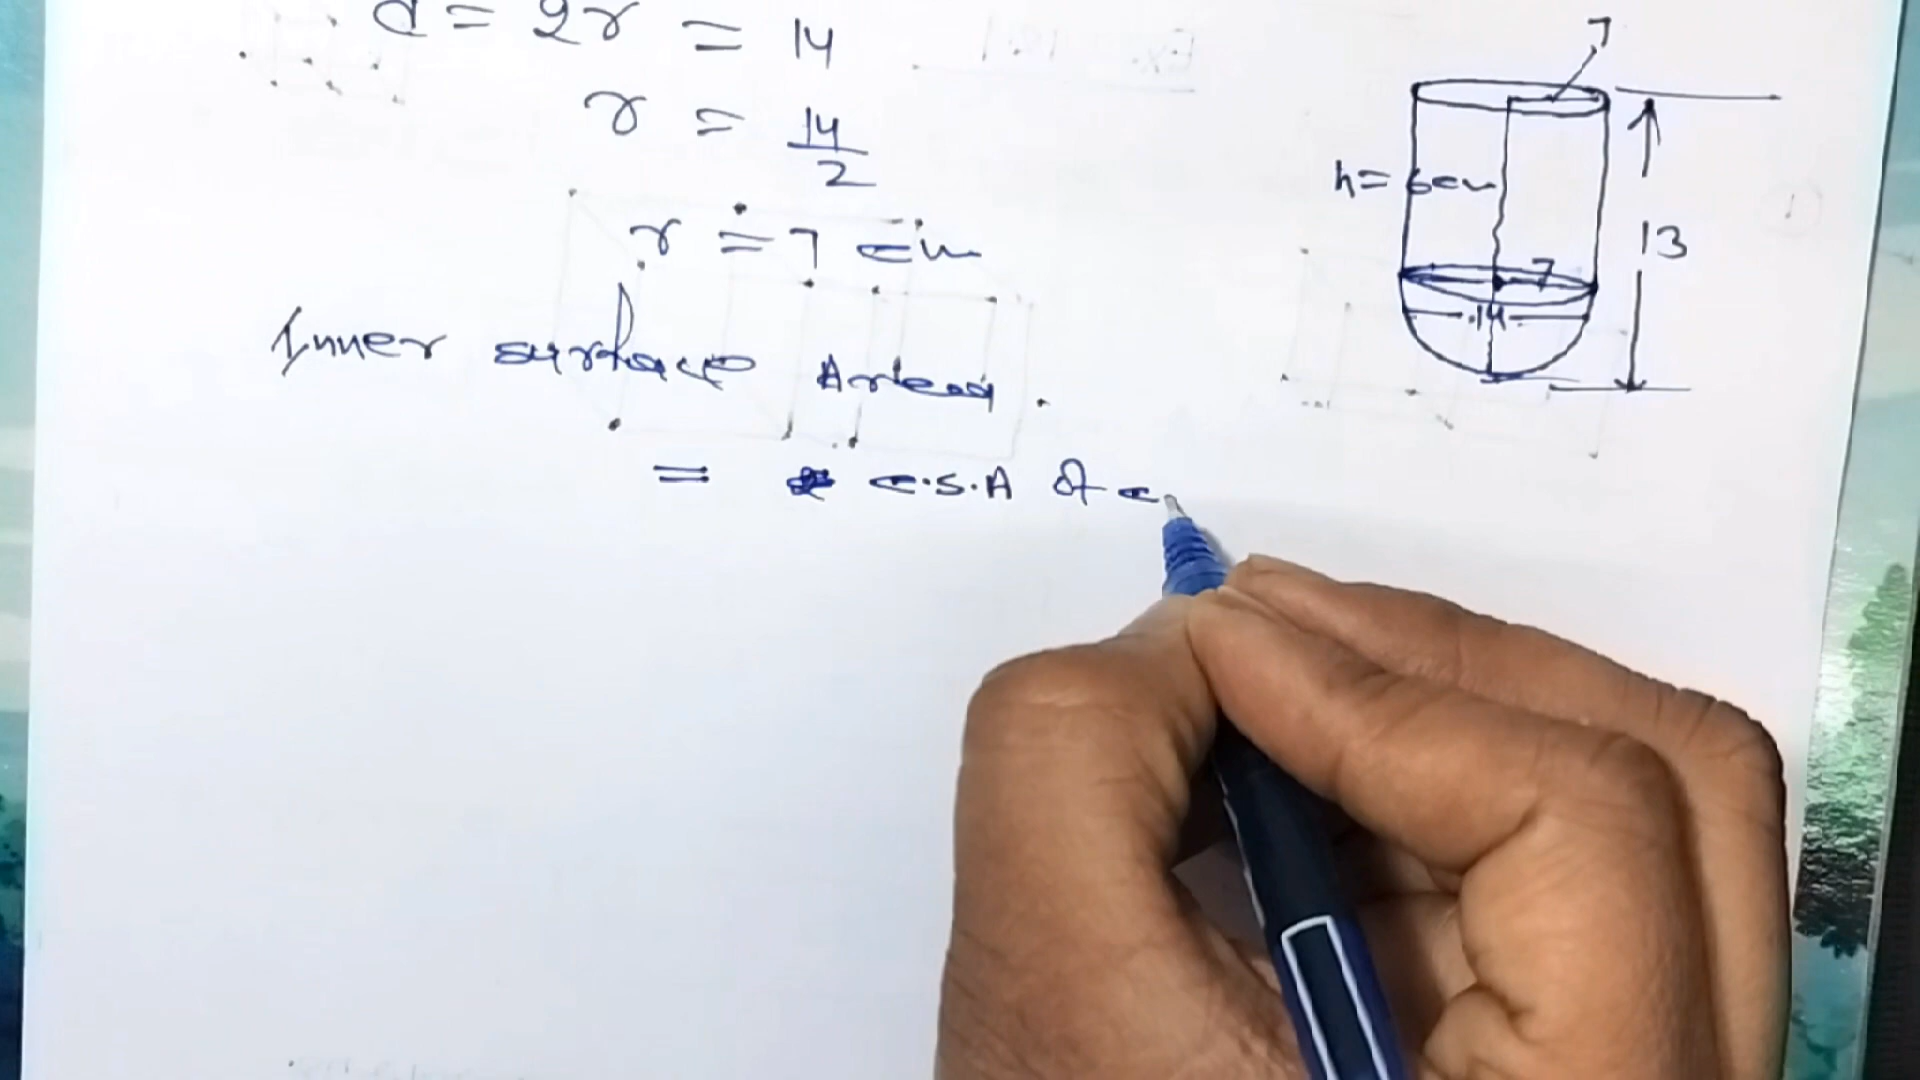 d = 2r = 14
r = 14/2
r = 7 cm
Inner surface Area.
= C.S.A of c
7
h= 6cm
13
7
14